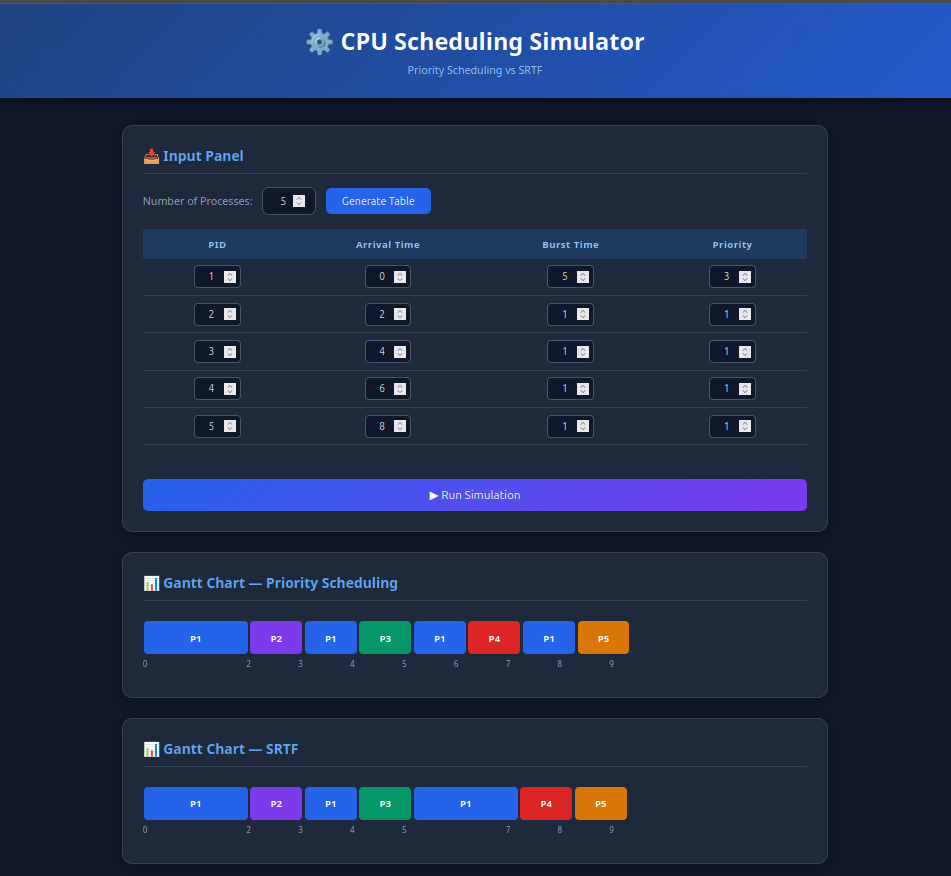 ⚙️ CPU Scheduling Simulator
Priority Scheduling vs SRTF
📥 Input Panel
Number of Processes: 5 Generate Table
PID Arrival Time Burst Time Priority
1 0 5 3
2 2 1 1
3 4 1 1
4 6 1 1
5 8 1 1
▶ Run Simulation
📊 Gantt Chart — Priority Scheduling
P1 P2 P1 P3 P1 P4 P1 P5
0 2 3 4 5 6 7 8 9
📊 Gantt Chart — SRTF
P1 P2 P1 P3 P1 P4 P5
0 2 3 4 5 7 8 9